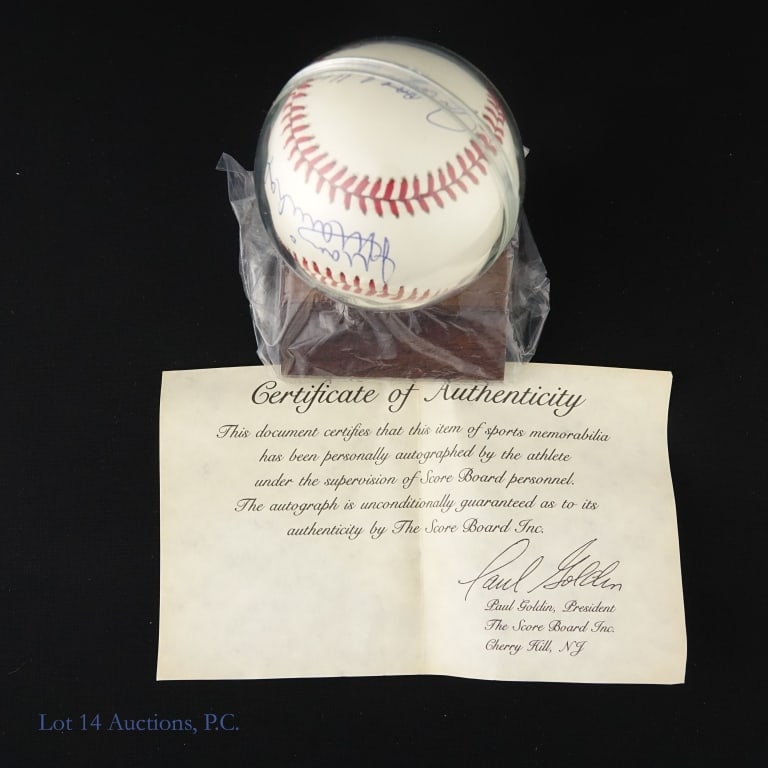 Certificate of Authenticity
This document certifies that this item of sports memorabilia
has been personally autographed by the athlete
under the supervision of Score Board personnel.
The autograph is unconditionally guaranteed as to its
authenticity by The Score Board Inc.
Paul Goldin
Paul Goldin, President
The Score Board Inc.
Cherry Hill, NJ
Lot 14 Auctions, P.C.